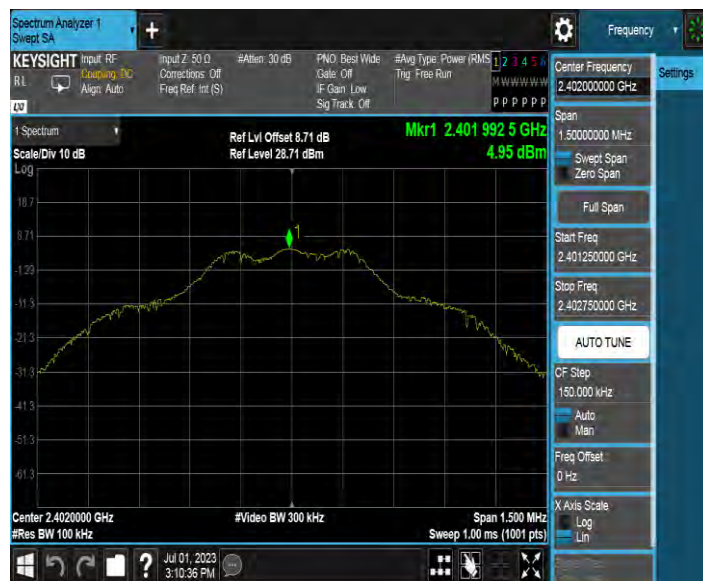 Spectrum Analyzer 1
Swept SA
+
Frequency
KEYSIGHT
RL
LXI
Input: RF
Coupling: DC
Align: Auto
Input Z: 50 Ω
Corrections: Off
Freq Ref: Int (S)
#Atten: 30 dB
PNO: Best Wide
Gate: Off
IF Gain: Low
Sig Track: Off
#Avg Type: Power (RMS
Trig: Free Run
1 2 3 4 5 6
M W W W W W
P P P P P P
Settings
Center Frequency
2.402000000 GHz
Span
1.50000000 MHz
Swept Span
Zero Span
Full Span
Start Freq
2.401250000 GHz
Stop Freq
2.402750000 GHz
AUTO TUNE
CF Step
150.000 kHz
Auto
Man
Freq Offset
0 Hz
X Axis Scale
Log
Lin
1 Spectrum
Scale/Div 10 dB
Ref Lvl Offset 8.71 dB
Ref Level 28.71 dBm
Mkr1 2.401 992 5 GHz
4.95 dBm
Log
18.7
8.71
-1.29
-11.3
-21.3
-31.3
-41.3
-51.3
-61.3
1
Center 2.4020000 GHz
#Res BW 100 kHz
#Video BW 300 kHz
Span 1.500 MHz
Sweep 1.00 ms (1001 pts)
?
Jul 01, 2023
3:10:36 PM